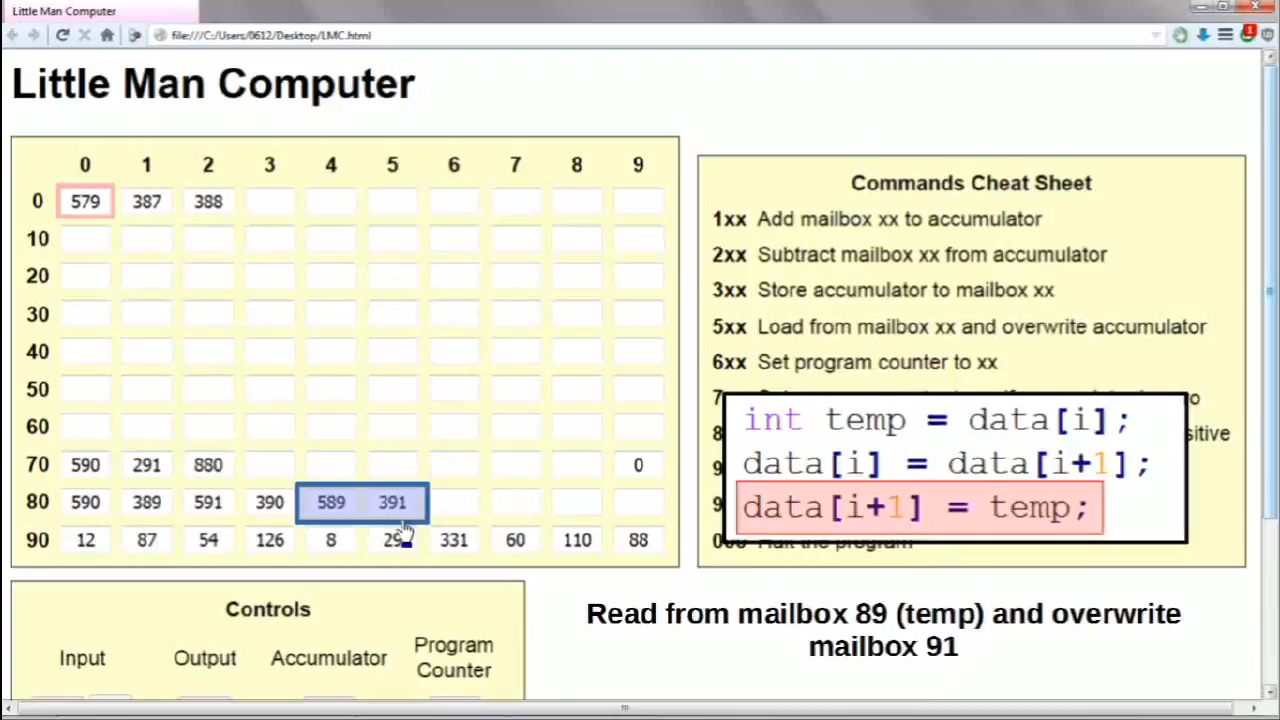 Little Man Computer
file:///C:/Users/0612/Desktop/LMC.html
1
Little Man Computer
0 1 2 3 4 5 6 7 8 9
0 579 387 388
10
20
30
40
50
60
70 590 291 880 0
80 590 389 591 390 589 391
90 12 87 54 126 8 331 60 110 88
Commands Cheat Sheet
1xx Add mailbox xx to accumulator
2xx Subtract mailbox xx from accumulator
3xx Store accumulator to mailbox xx
5xx Load from mailbox xx and overwrite accumulator
6xx Set program counter to xx
int temp = data[i];
data[i] = data[i+1];
data[i+1] = temp;
Halt the program
Controls
Input Output Accumulator Program
Counter
Read from mailbox 89 (temp) and overwrite
mailbox 91